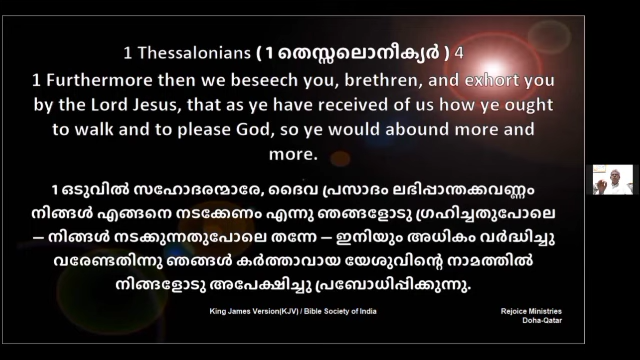 1 Thessalonians ( 1 തെസ്സലൊനീക്യർ ) 4
1 Furthermore then we beseech you, brethren, and exhort you
by the Lord Jesus, that as ye have received of us how ye ought
to walk and to please God, so ye would abound more and
more.
1 ഒടുവിൽ സഹോദരന്മാരേ, ദൈവ പ്രസാദം ലഭിപ്പാന്തക്കവണ്ണം
നിങ്ങൾ എങ്ങനെ നടക്കേണം എന്നു ഞങ്ങളോടു ഗ്രഹിച്ചതുപോലെ
— നിങ്ങൾ നടക്കുന്നതുപോലെ തന്നേ — ഇനിയും അധികം വർദ്ധിച്ചു
വരേണ്ടതിന്നു ഞങ്ങൾ കർത്താവായ യേശുവിന്റെ നാമത്തിൽ
നിങ്ങളോടു അപേക്ഷിച്ചു പ്രബോധിപ്പിക്കുന്നു.
King James Version(KJV) / Bible Society of India
Rejoice Ministries
Doha-Qatar